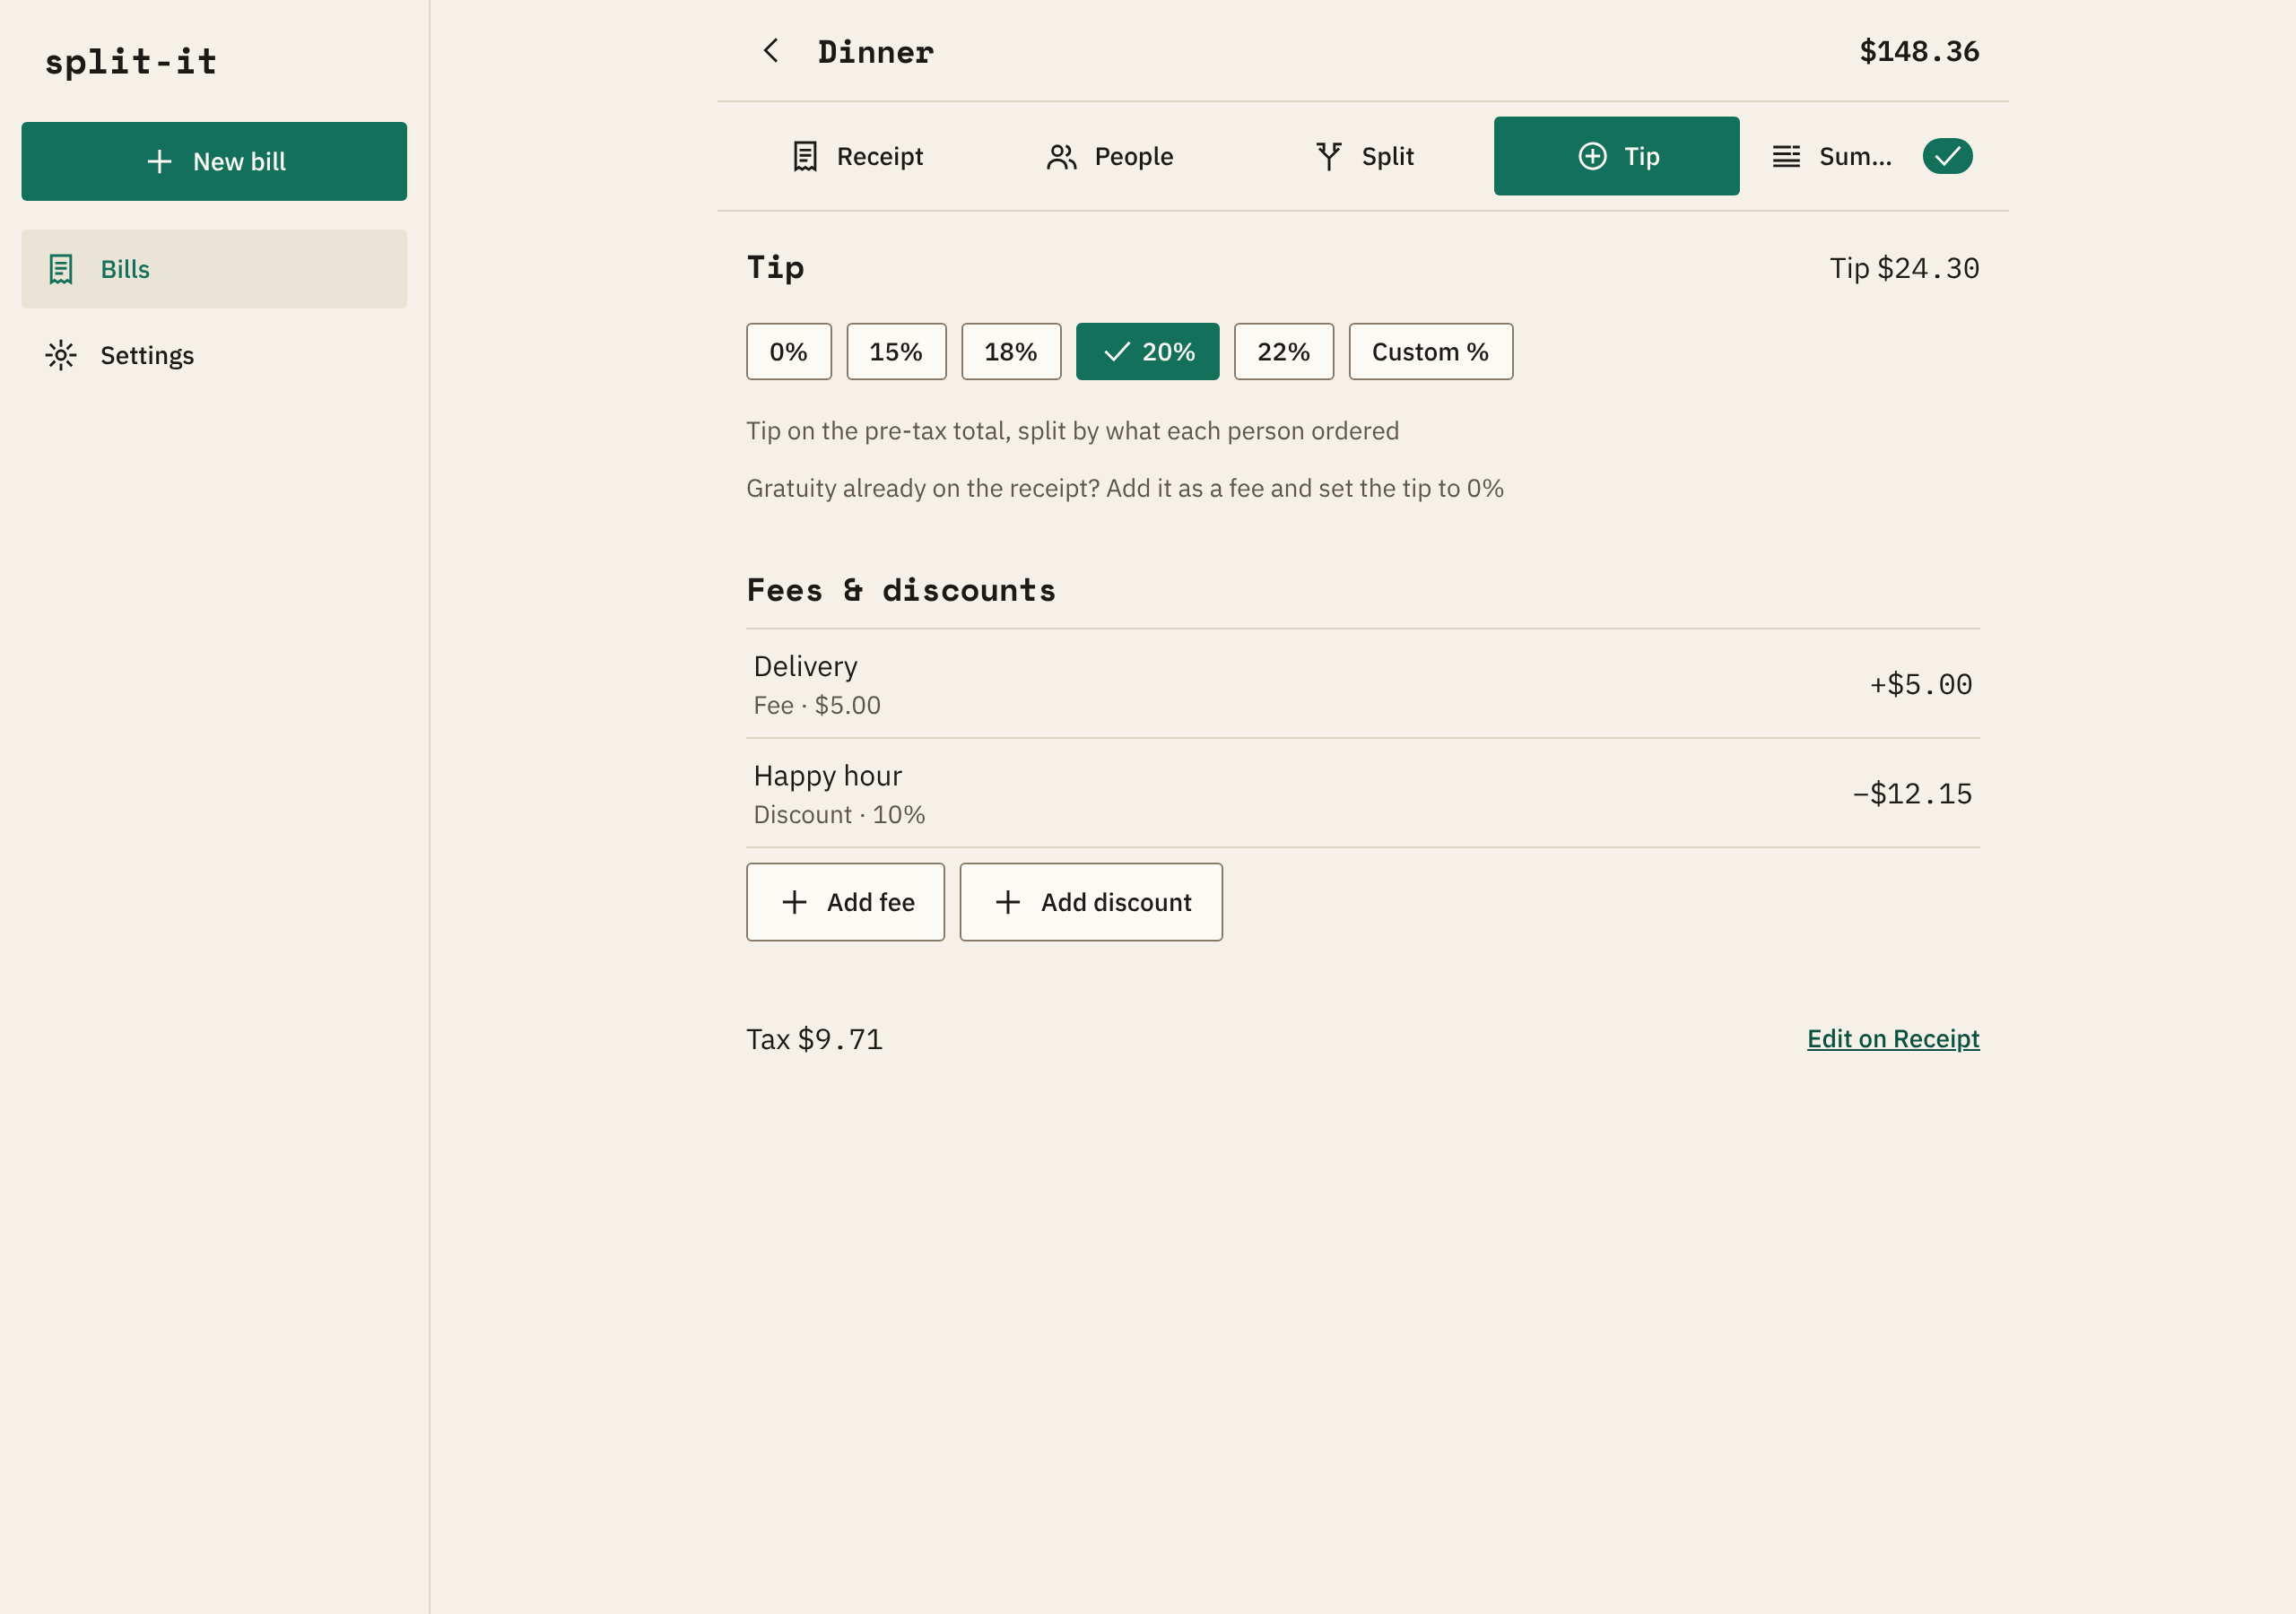 split-it
New bill
Bills
Settings
Dinner
$148.36
Receipt
People
Split
Tip
Sum...
Tip
Tip $24.30
0%
15%
18%
20%
22%
Custom %
Tip on the pre-tax total, split by what each person ordered
Gratuity already on the receipt? Add it as a fee and set the tip to 0%
Fees & discounts
Delivery
Fee · $5.00
+$5.00
Happy hour
Discount · 10%
−$12.15
Add fee
Add discount
Tax $9.71
Edit on Receipt